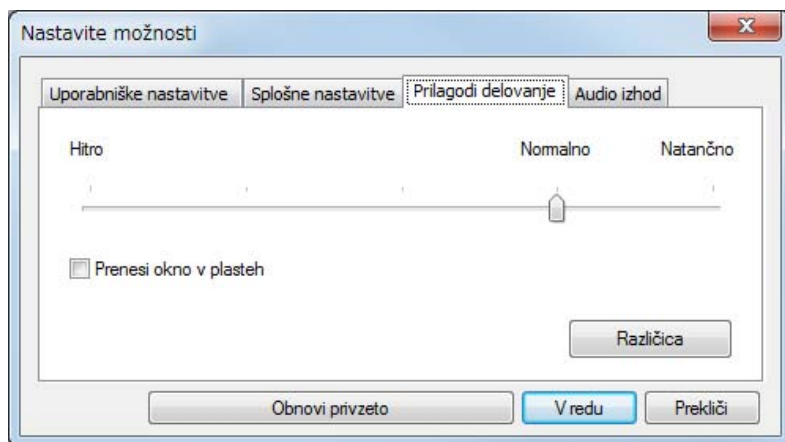 Nastavite možnosti
Uporabniške nastavitve Splošne nastavitve Prilagodi delovanje Audio izhod
Hitro Normalno Natančno
Prenesi okno v plasteh
Različica
Obnovi privzeto V redu Prekliči